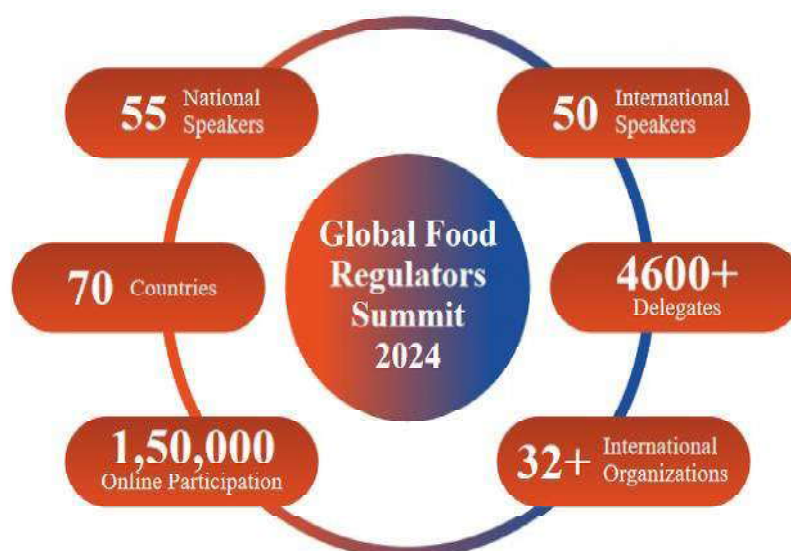 55 National
Speakers
50 International
Speakers
70 Countries
Global Food
Regulators
Summit
2024
4600+
Delegates
1,50,000
Online Participation
32+ International
Organizations